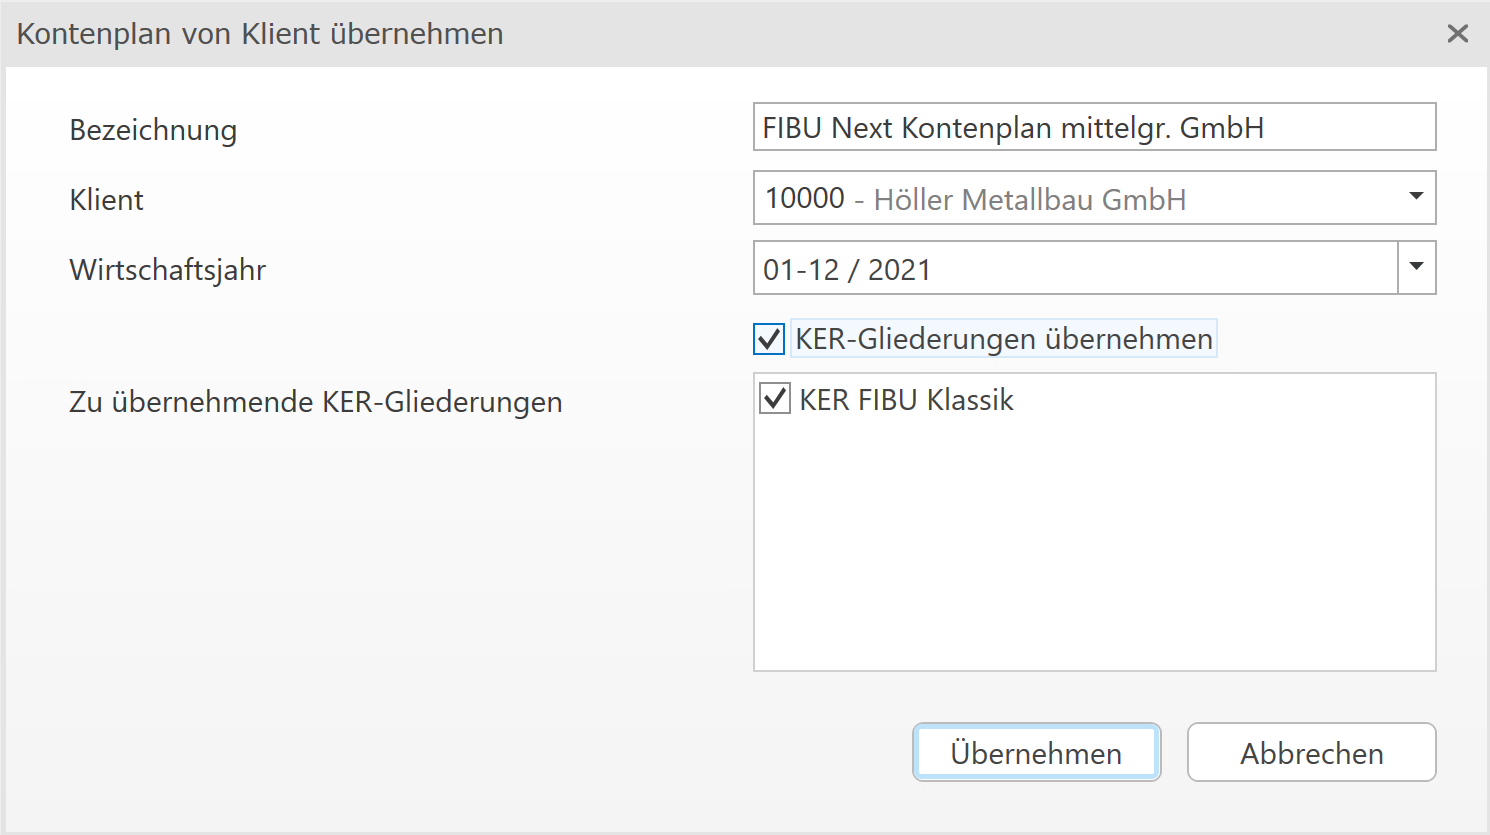 Kontenplan von Klient übernehmen
Bezeichnung
FIBU Next Kontenplan mittelgr. GmbH
Klient
10000 - Höller Metallbau GmbH
Wirtschaftsjahr
01-12 / 2021
KER-Gliederungen übernehmen
Zu übernehmende KER-Gliederungen
KER FIBU Klassik
Übernehmen
Abbrechen